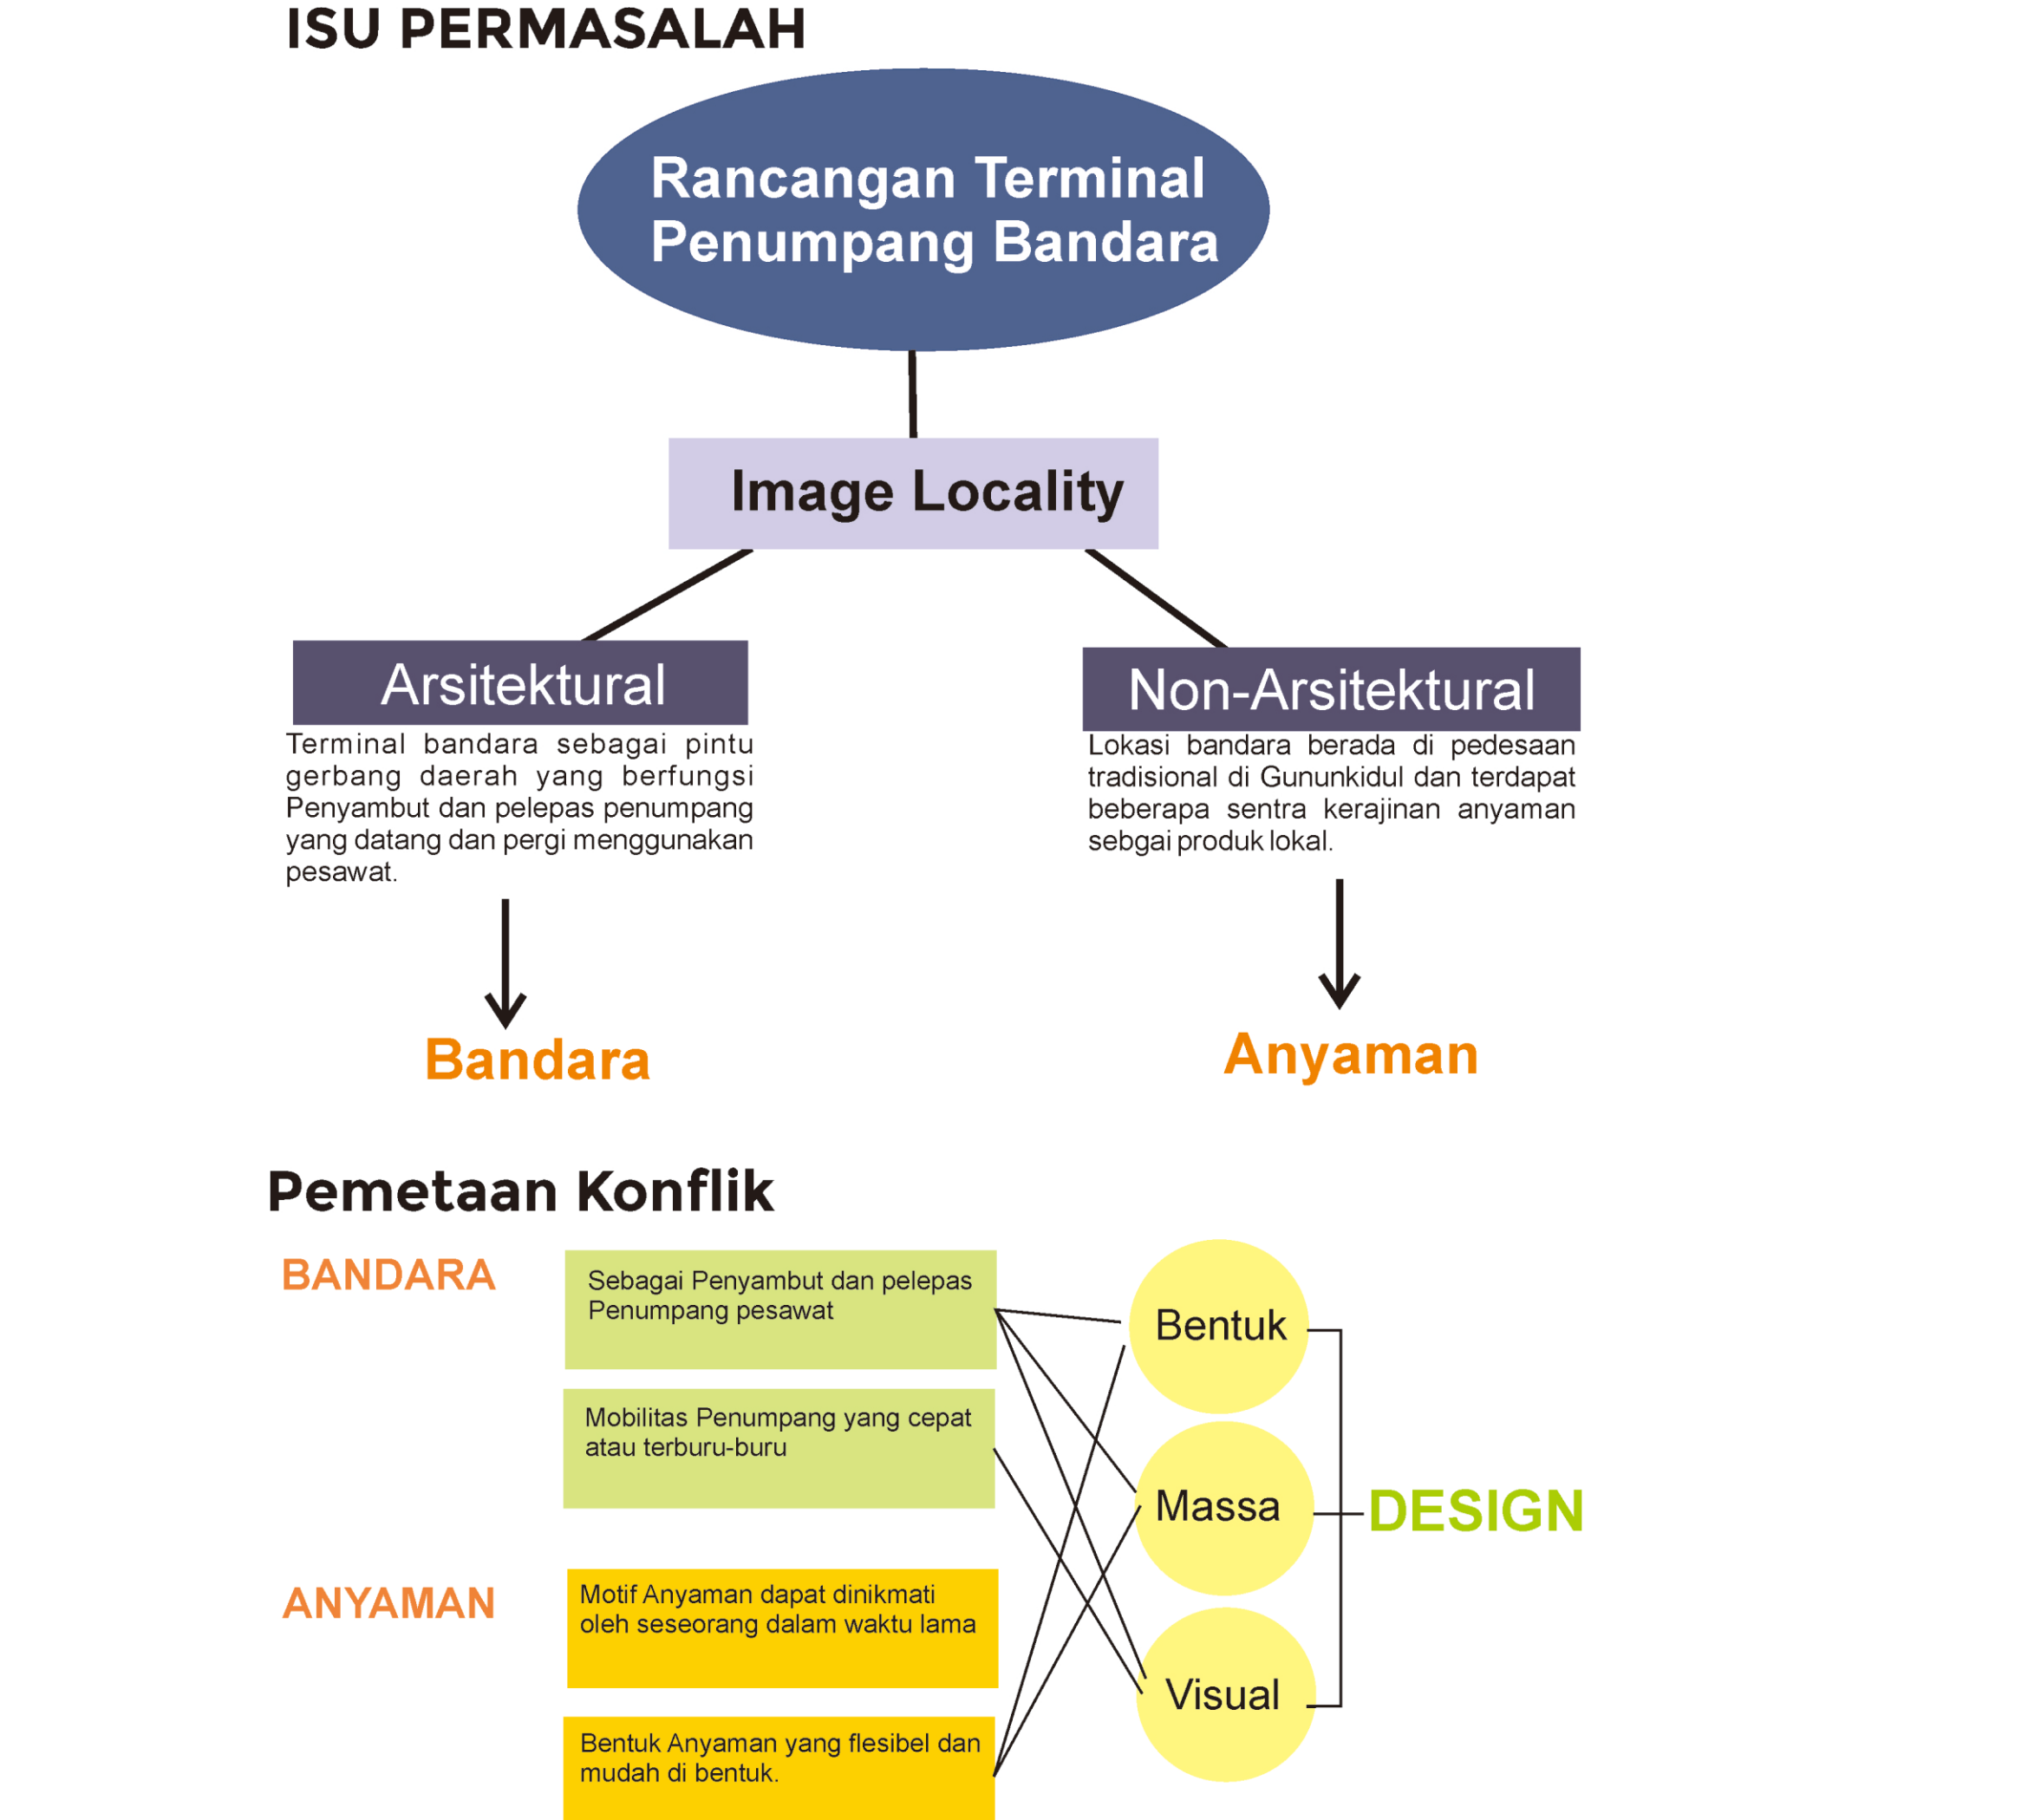 ISU PERMASALAH
Rancangan Terminal
Penumpang Bandara
Image Locality
Arsitektural
Terminal bandara sebagai pintu
gerbang daerah yang berfungsi
Penyambut dan pelepas penumpang
yang datang dan pergi menggunakan
pesawat.
Bandara
Non-Arsitektural
Lokasi bandara berada di pedesaan
tradisional di Gununkidul dan terdapat
beberapa sentra kerajinan anyaman
sebgai produk lokal.
Anyaman
Pemetaan Konflik
BANDARA
Sebagai Penyambut dan pelepas
Penumpang pesawat
Mobilitas Penumpang yang cepat
atau terburu-buru
ANYAMAN
Motif Anyaman dapat dinikmati
oleh seseorang dalam waktu lama
Bentuk Anyaman yang flesibel dan
mudah di bentuk.
Bentuk
Massa
Visual
DESIGN